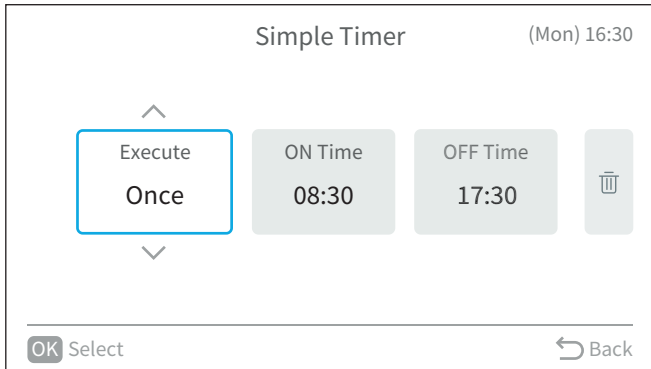 Simple Timer (Mon) 16:30
Execute ON Time OFF Time
Once 08:30 17:30
OK Select Back